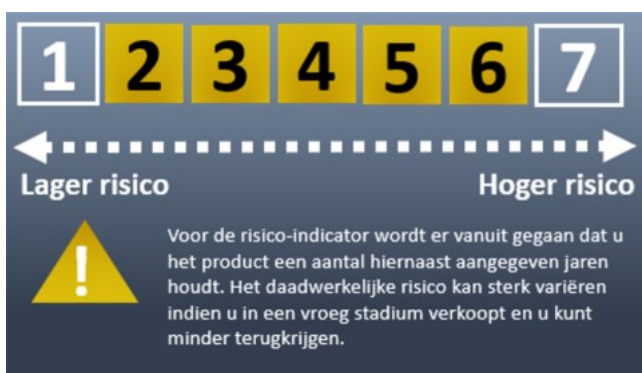 1 2 3 4 5 6 7
Lager risico Hoger risico
!
Voor de risico-indicator wordt er vanuit gegaan dat u
het product een aantal hiernaast aangegeven jaren
houdt. Het daadwerkelijke risico kan sterk variëren
indien u in een vroeg stadium verkoopt en u kunt
minder terugkrijgen.